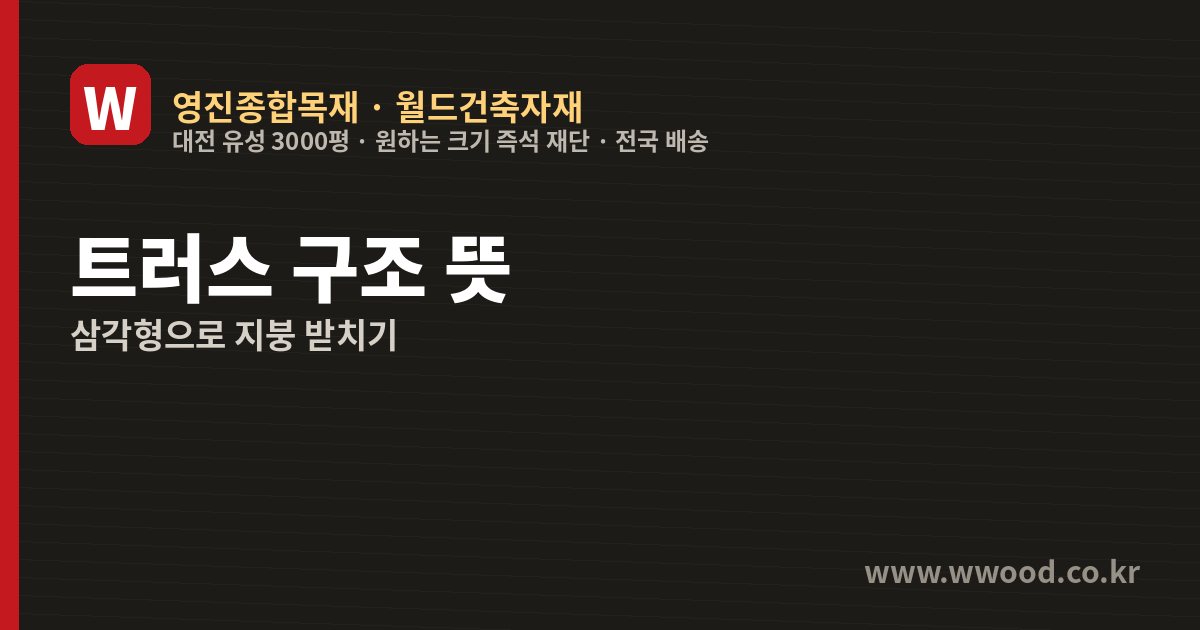 W
영진종합목재 · 월드건축자재
대전 유성 3000평 · 원하는 크기 즉석 재단 · 전국 배송
트러스 구조 뜻
삼각형으로 지붕 받치기
www.wwood.co.kr